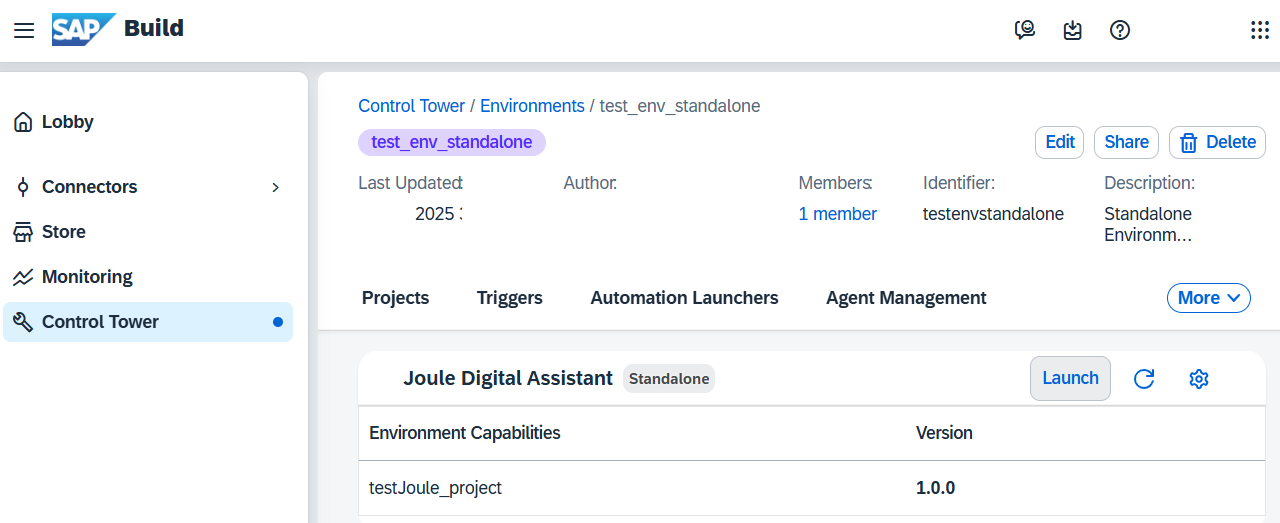 SAP Build
Lobby
Connectors
Store
Monitoring
Control Tower
Control Tower / Environments / test_env_standalone
test_env_standalone
Edit Share Delete
Last Updated: Author: Members: Identifier: Description:
2025 1 member testenvstandalone Standalone
Environm...
Projects Triggers Automation Launchers Agent Management More
Joule Digital Assistant Standalone Launch
Environment Capabilities Version
testJoule_project 1.0.0